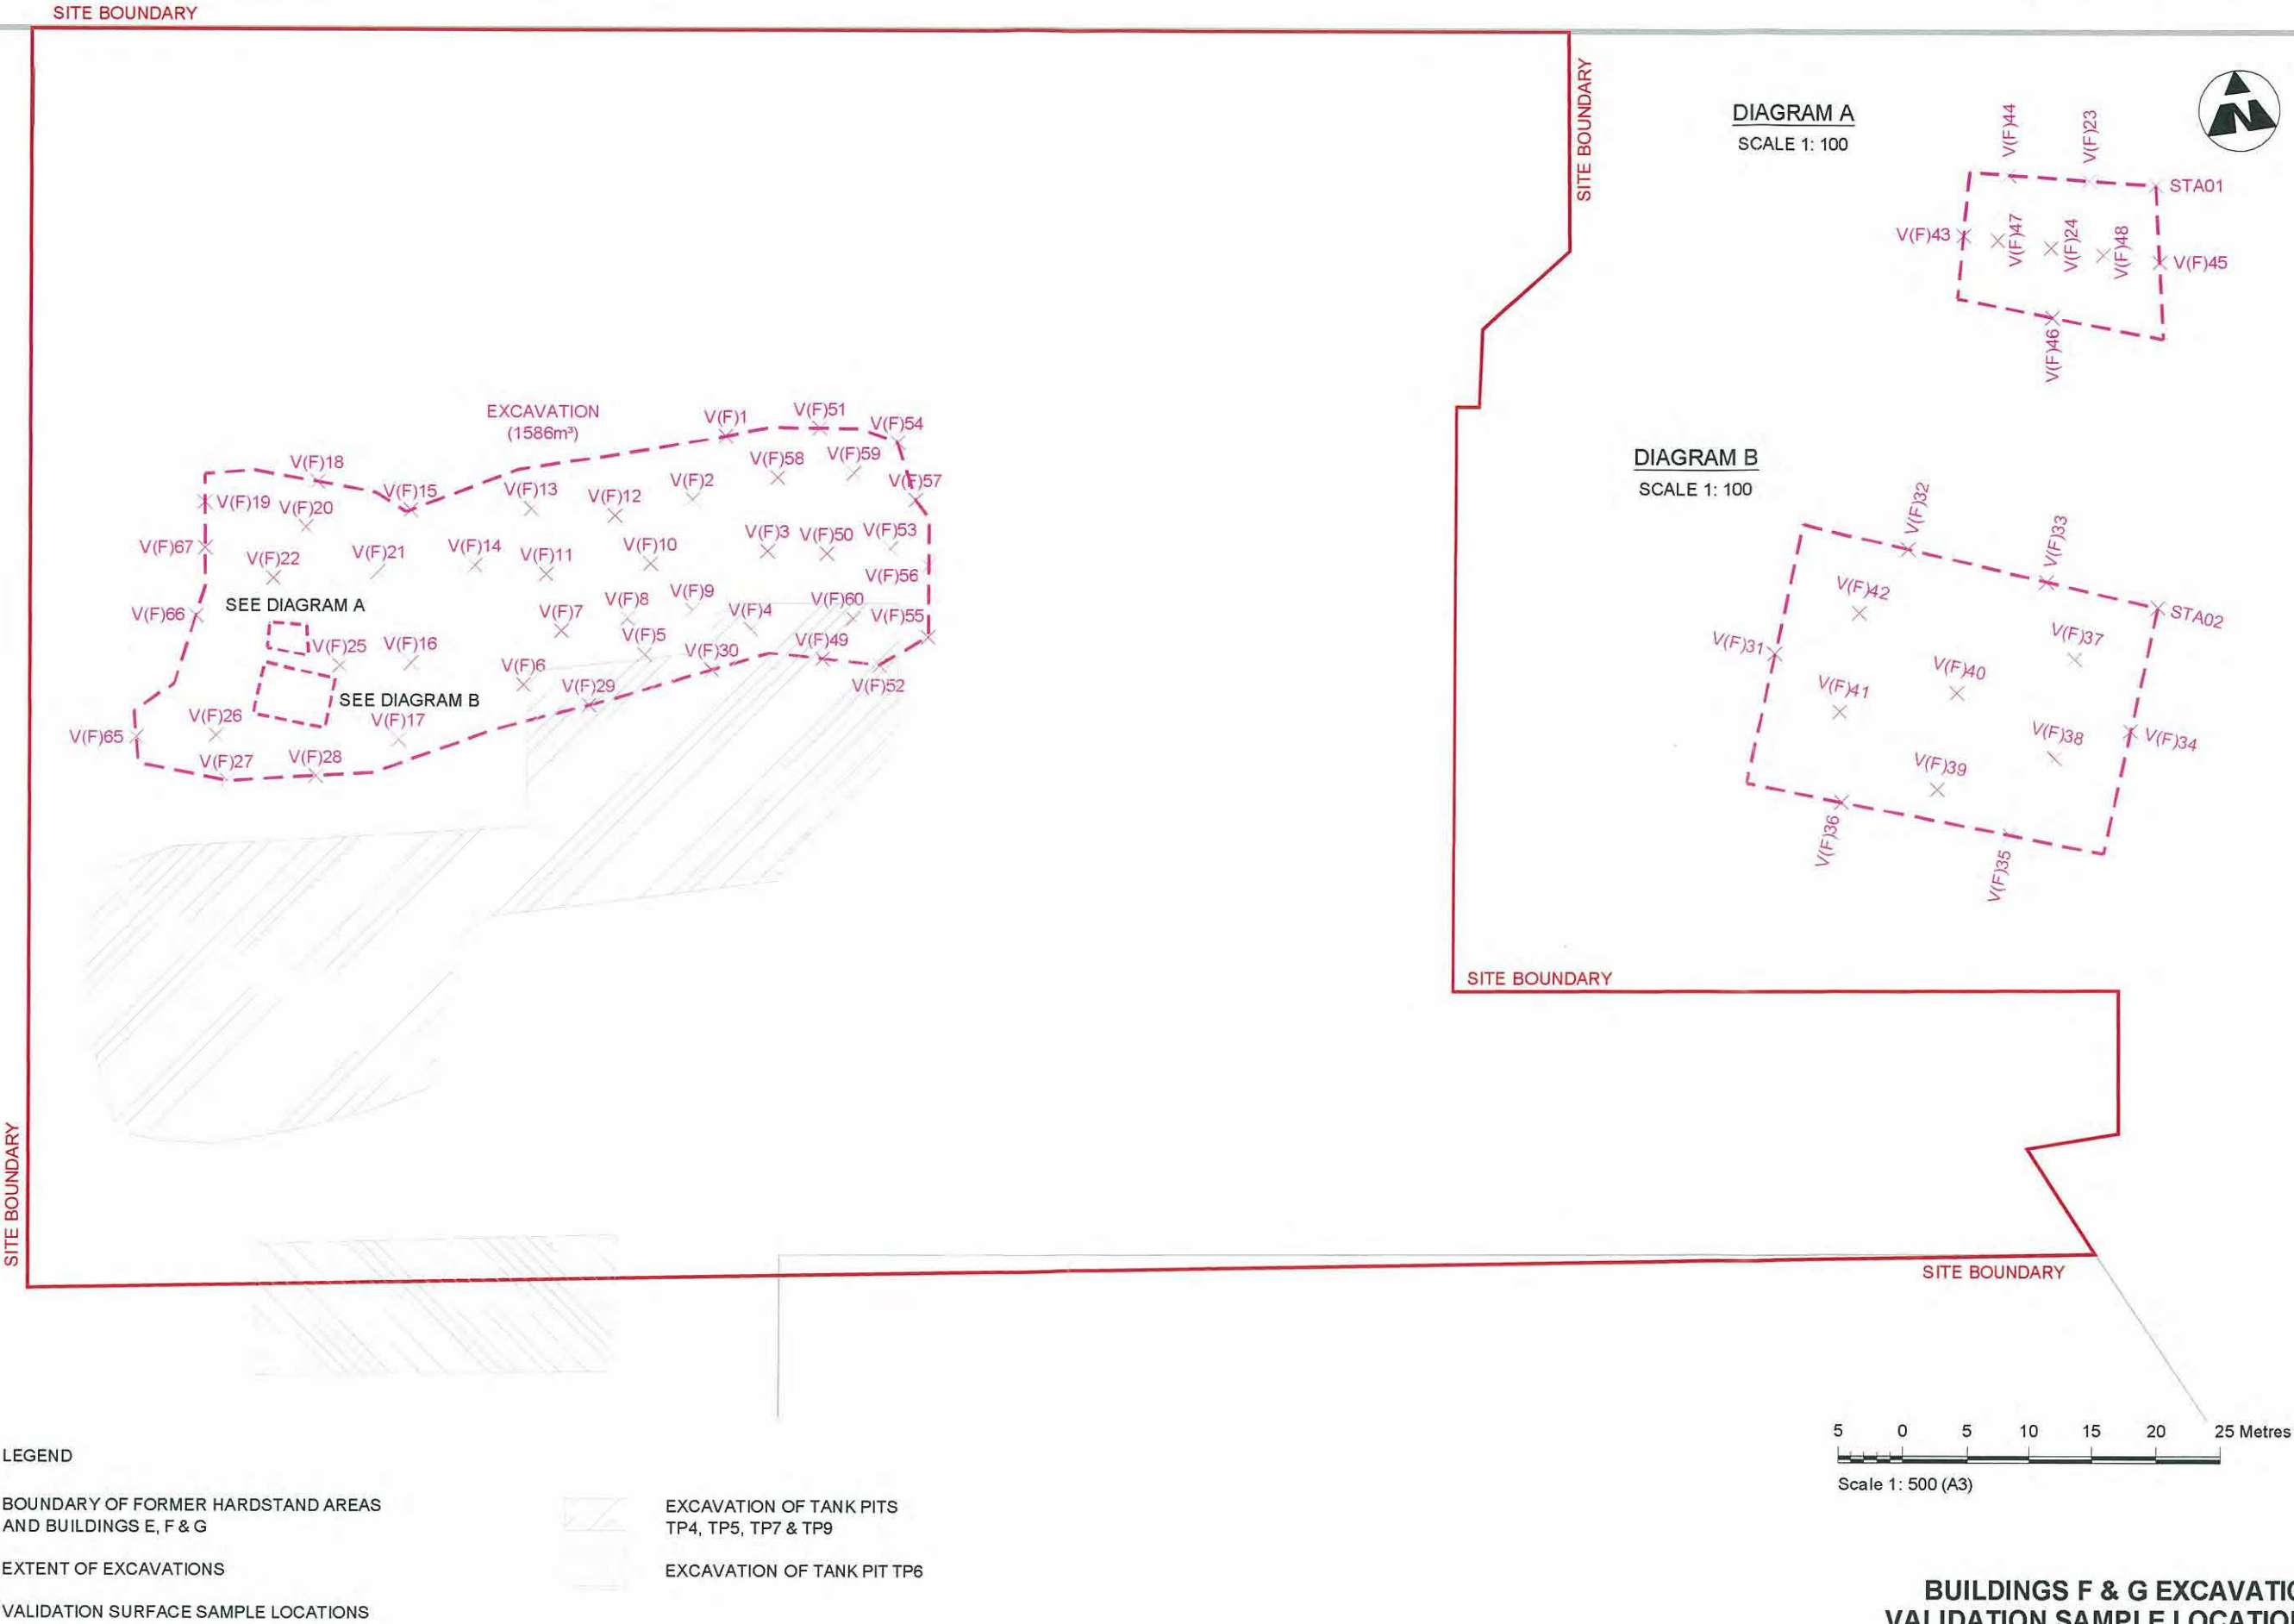 SITE BOUNDARY
SITE BOUNDARY
DIAGRAM A
SCALE 1: 100
N
V(F)44
V(F)23
STA01
V(F)43
V(F)47
V(F)24
V(F)48
V(F)45
V(F)46
EXCAVATION
(1586m³)
V(F)1
V(F)51
V(F)54
V(F)18
V(F)58
V(F)59
V(F)15
V(F)13
V(F)12
V(F)2
V(F)57
V(F)19
V(F)20
V(F)67
V(F)22
V(F)21
V(F)14
V(F)11
V(F)10
V(F)3
V(F)50
V(F)53
V(F)56
V(F)66
SEE DIAGRAM A
V(F)7
V(F)8
V(F)9
V(F)4
V(F)60
V(F)55
V(F)25
V(F)16
V(F)5
V(F)30
V(F)49
V(F)6
V(F)29
V(F)52
SEE DIAGRAM B
V(F)26
V(F)17
V(F)65
V(F)27
V(F)28
DIAGRAM B
SCALE 1: 100
V(F)32
V(F)33
V(F)42
STA02
V(F)37
V(F)31
V(F)40
V(F)41
V(F)38
V(F)34
V(F)39
V(F)36
V(F)35
SITE BOUNDARY
SITE BOUNDARY
SITE BOUNDARY
5 0 5 10 15 20 25 Metres
Scale 1: 500 (A3)
LEGEND
BOUNDARY OF FORMER HARDSTAND AREAS
AND BUILDINGS E, F & G
EXTENT OF EXCAVATIONS
VALIDATION SURFACE SAMPLE LOCATIONS
EXCAVATION OF TANK PITS
TP4, TP5, TP7 & TP9
EXCAVATION OF TANK PIT TP6
BUILDINGS F & G EXCAVATIO
VALIDATION SAMPLE LOCATION